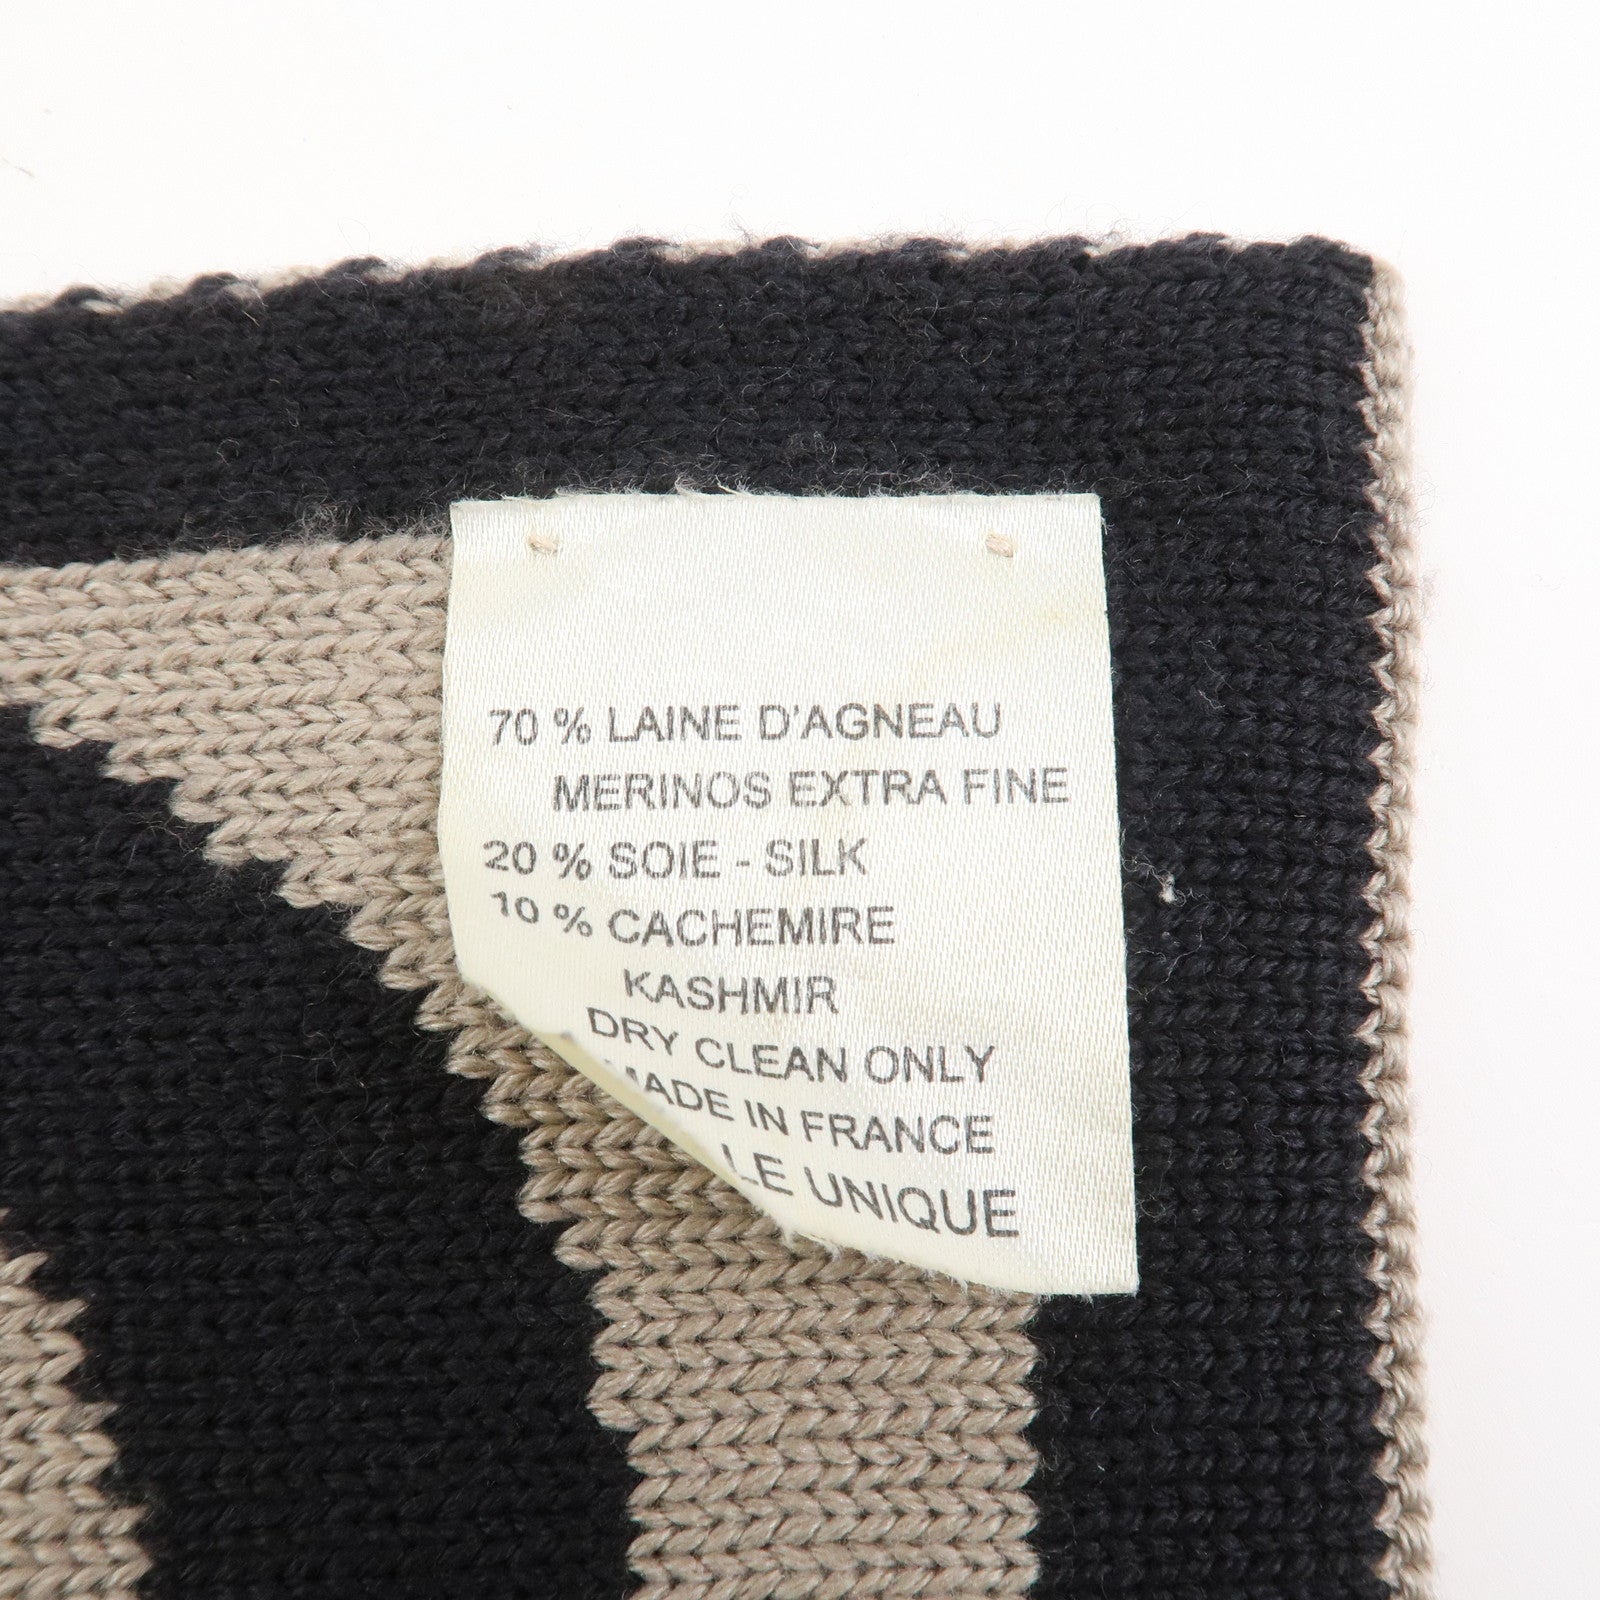 70 % LAINE D'AGNEAU
MERINOS EXTRA FINE
20 % SOIE - SILK
10 % CACHEMIRE
KASHMIR
DRY CLEAN ONLY
MADE IN FRANCE
LE UNIQUE